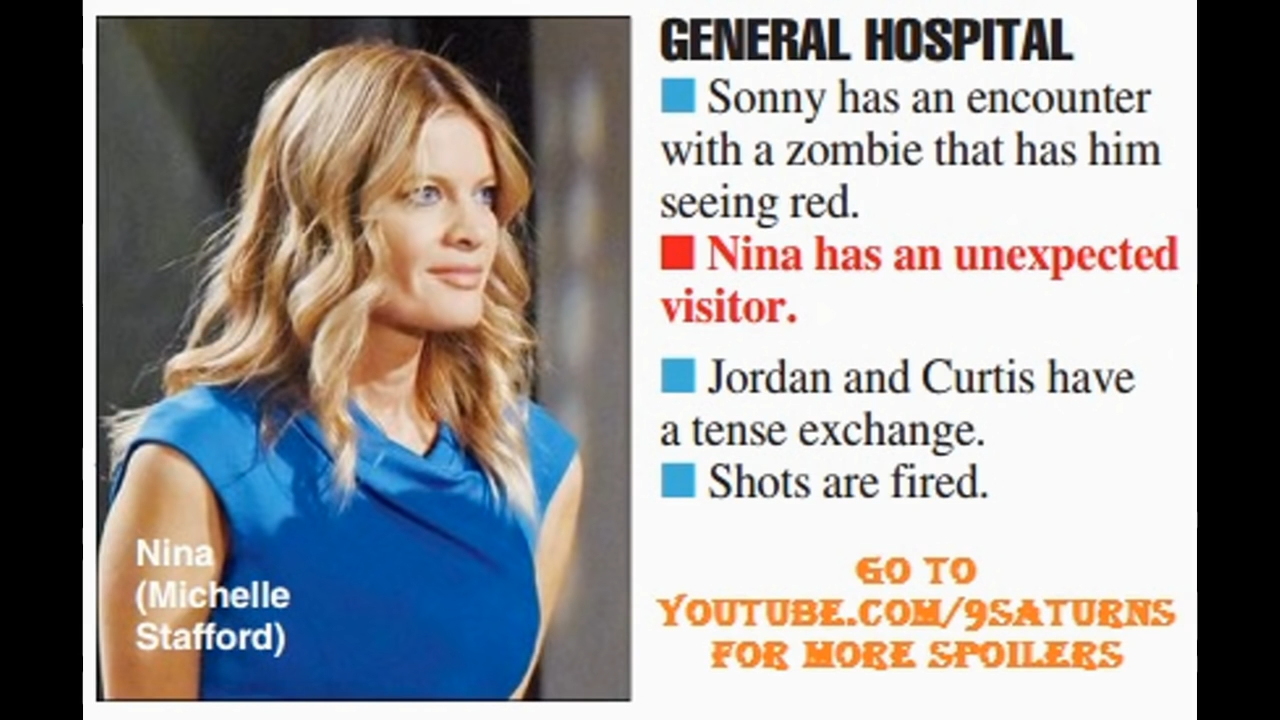 GENERAL HOSPITAL
Sonny has an encounter
with a zombie that has him
seeing red.
Nina has an unexpected
visitor.
Jordan and Curtis have
a tense exchange.
Shots are fired.
GO TO
YOUTUBE.COM/9SATURNS
FOR MORE SPOILERS
Nina
(Michelle
Stafford)